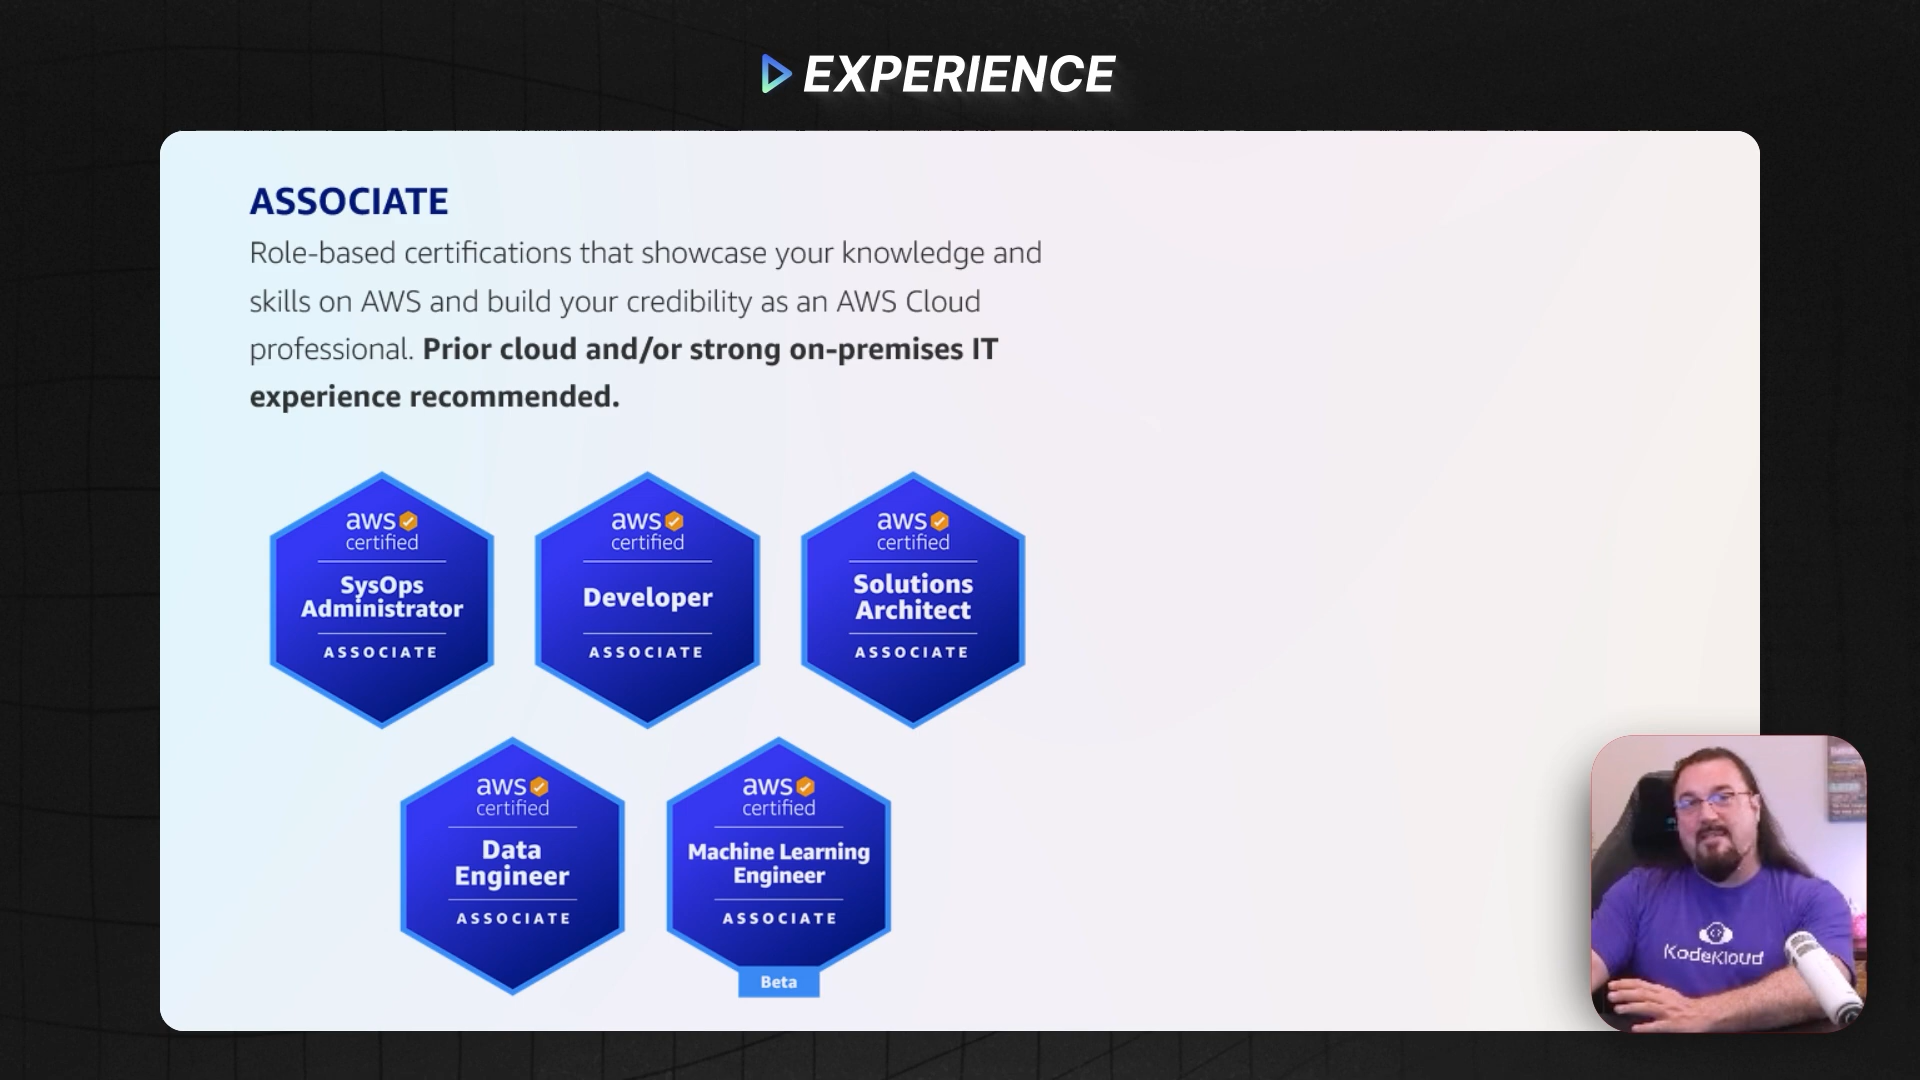 EXPERIENCE
ASSOCIATE
Role-based certifications that showcase your knowledge and
skills on AWS and build your credibility as an AWS Cloud
professional. Prior cloud and/or strong on-premises IT
experience recommended.
aws
certified
SysOps
Administrator
ASSOCIATE
aws
certified
Developer
ASSOCIATE
aws
certified
Solutions
Architect
ASSOCIATE
aws
certified
Data
Engineer
ASSOCIATE
aws
certified
Machine Learning
Engineer
ASSOCIATE
Beta
KodeKloud